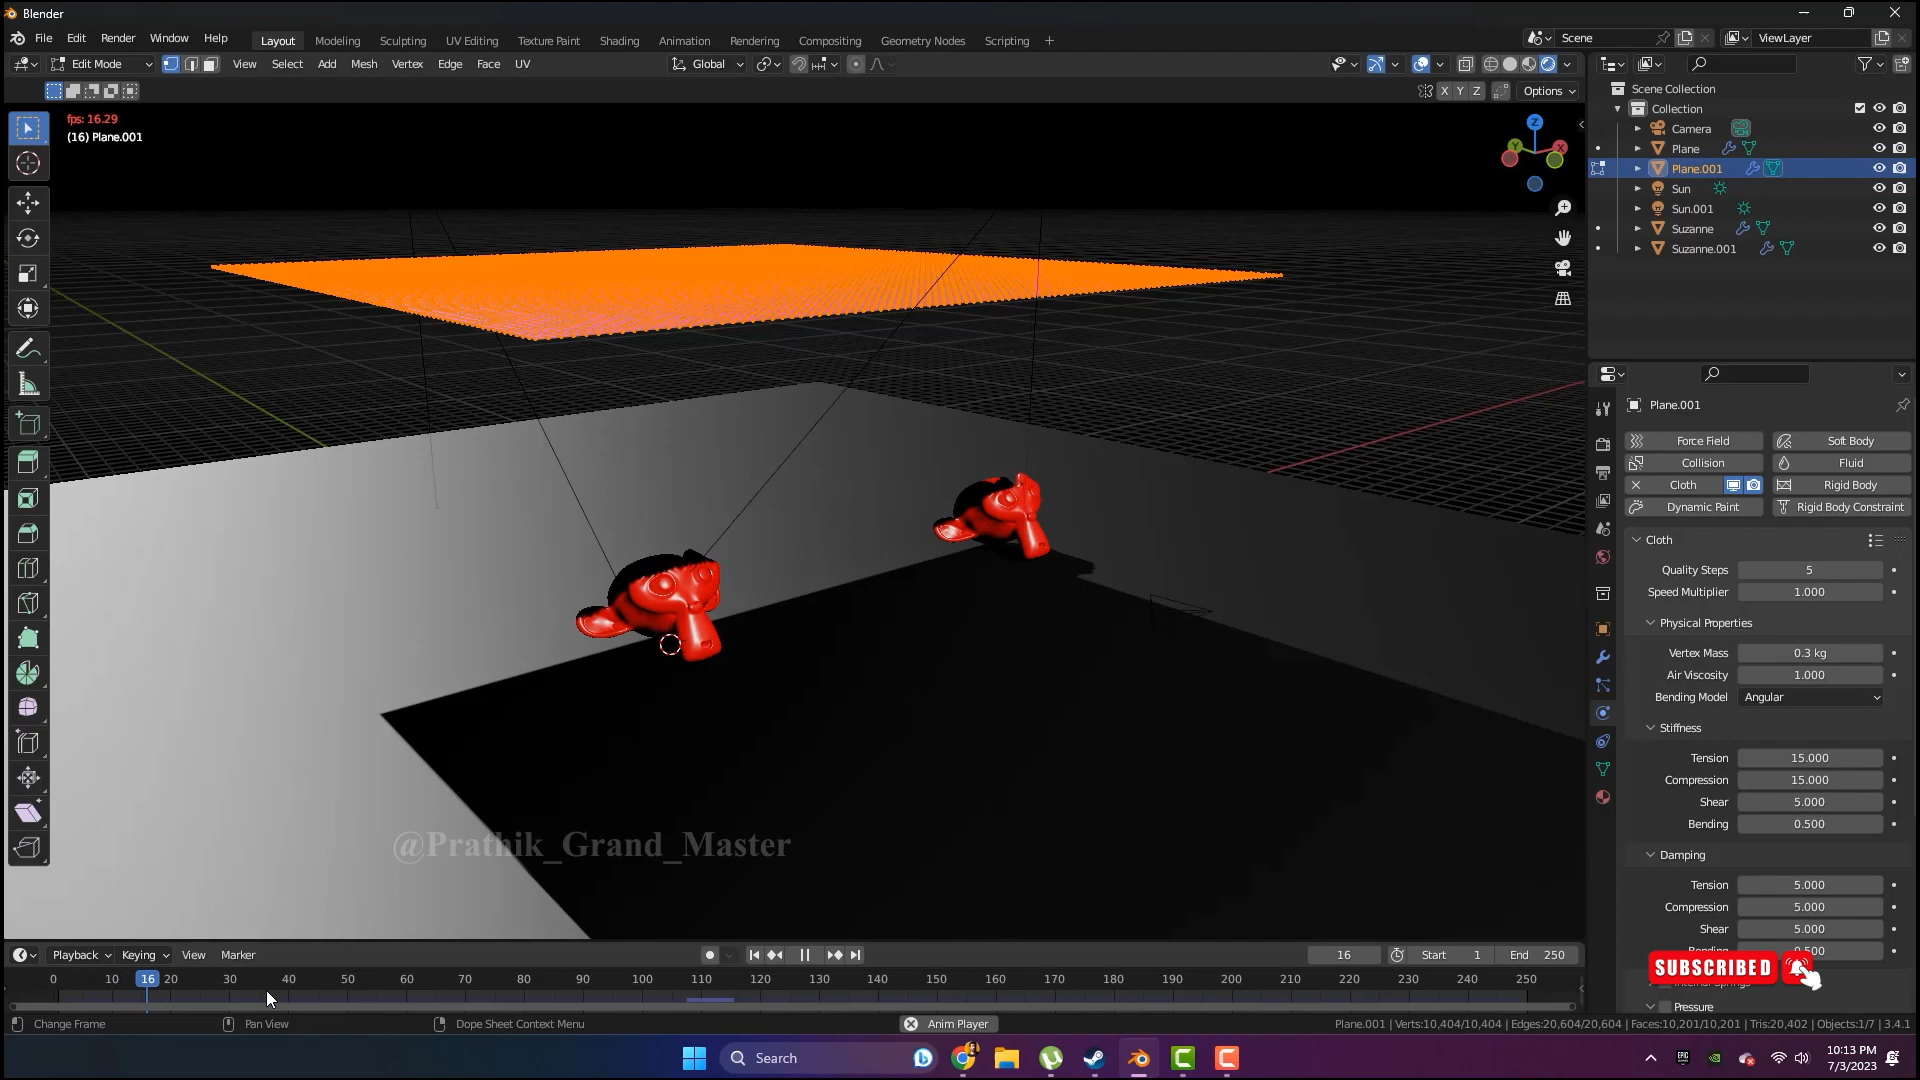 Blender
File Edit Render Window Help Layout Modeling Sculpting UV Editing Texture Paint Shading Animation Rendering Compositing Geometry Nodes Scripting + Scene ViewLayer
Edit Mode View Select Add Mesh Vertex Edge Face UV Global
X Y Z Options
fps: 16.29
(16) Plane.001
Z
Y X
Scene Collection
Collection
Camera
Plane
Plane.001
Sun
Sun.001
Suzanne
Suzanne.001
Plane.001
Force Field Soft Body
Collision Fluid
Cloth Rigid Body
Dynamic Paint Rigid Body Constraint
Cloth
Quality Steps 5
Speed Multiplier 1.000
Physical Properties
Vertex Mass 0.3 kg
Air Viscosity 1.000
Bending Model Angular
Stiffness
Tension 15.000
Compression 15.000
Shear 5.000
Bending 0.500
Damping
Tension 5.000
Compression 5.000
Shear 5.000
Bending 0.500
SUBSCRIBED
Internal Springs
Pressure
@Prathik_Grand_Master
Playback Keying View Marker 16 Start 1 End 250
0 10 16 20 30 40 50 60 70 80 90 100 110 120 130 140 150 160 170 180 190 200 210 220 230 240 250
Change Frame Pan View Dope Sheet Context Menu Anim Player Plane.001 | Verts:10,404/10,404 | Edges:20,604/20,604 | Faces:10,201/10,201 | Tris:20,402 | Objects:1/7 | 3.4.1
Search
10:13 PM
7/3/2023